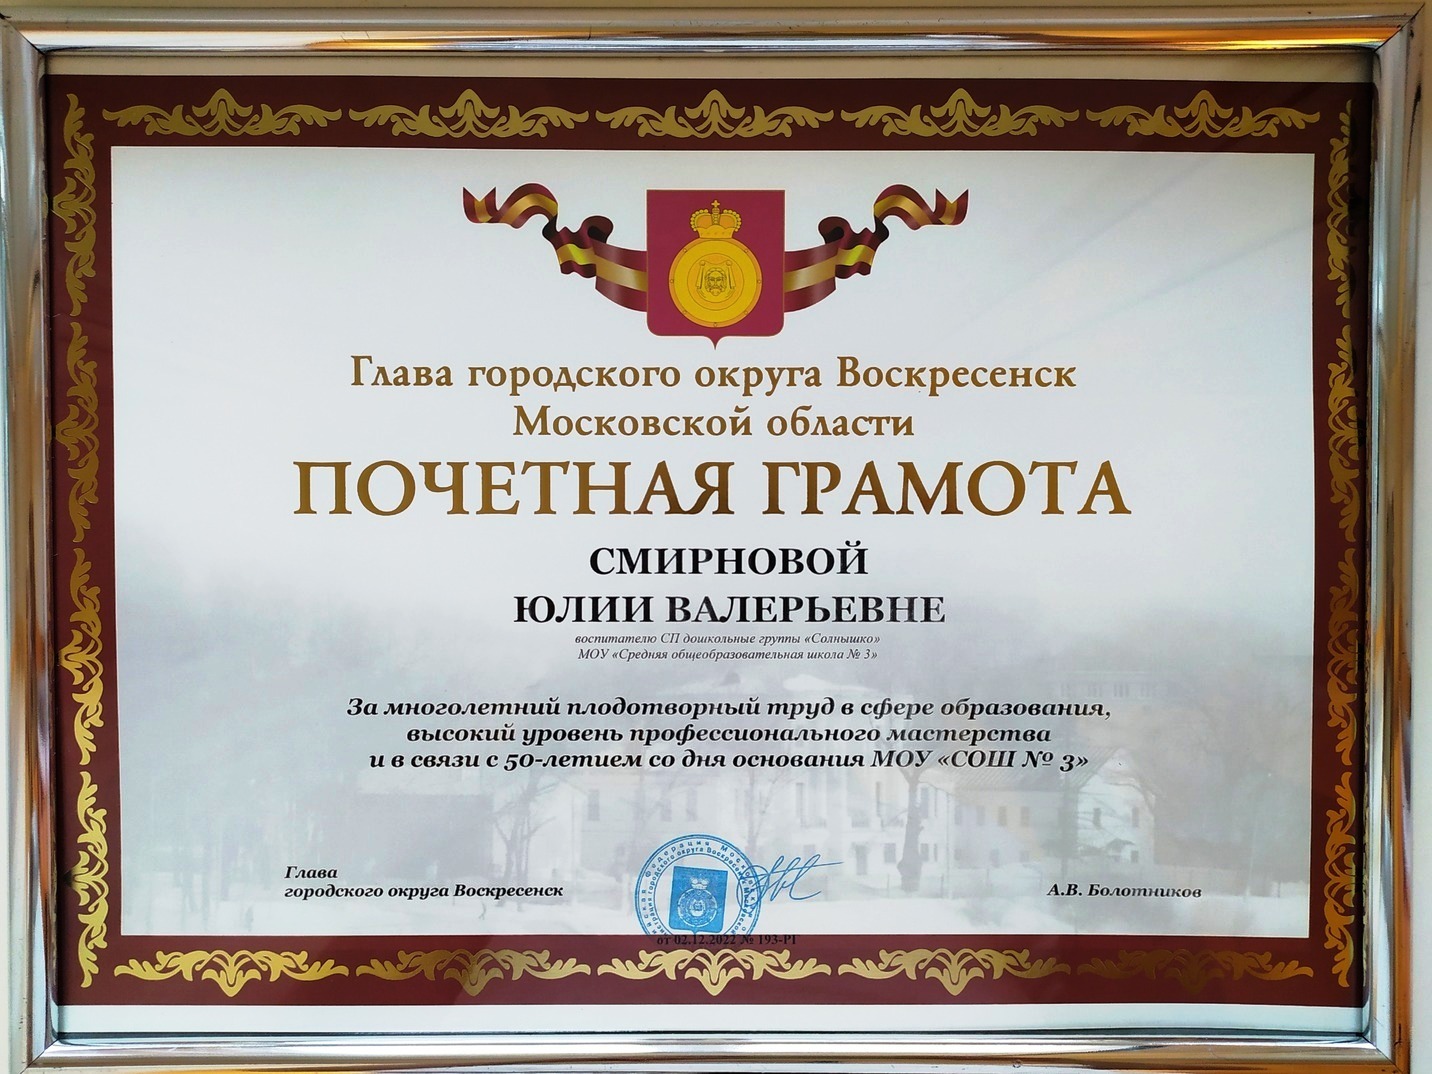 Глава городского округа Воскресенск
Московской области
ПОЧЕТНАЯ ГРАМОТА
СМИРНОВОЙ
ЮЛИИ ВАЛЕРЬЕВНЕ
воспитателю СП дошкольные группы «Солнышко»
МОУ «Средняя общеобразовательная школа № 3»
За многолетний плодотворный труд в сфере образования,
высокий уровень профессионального мастерства
и в связи с 50-летием со дня основания МОУ «СОШ № 3»
Глава
городского округа Воскресенск
А.В. Болотников
от 02.12.2022 № 193-РГ